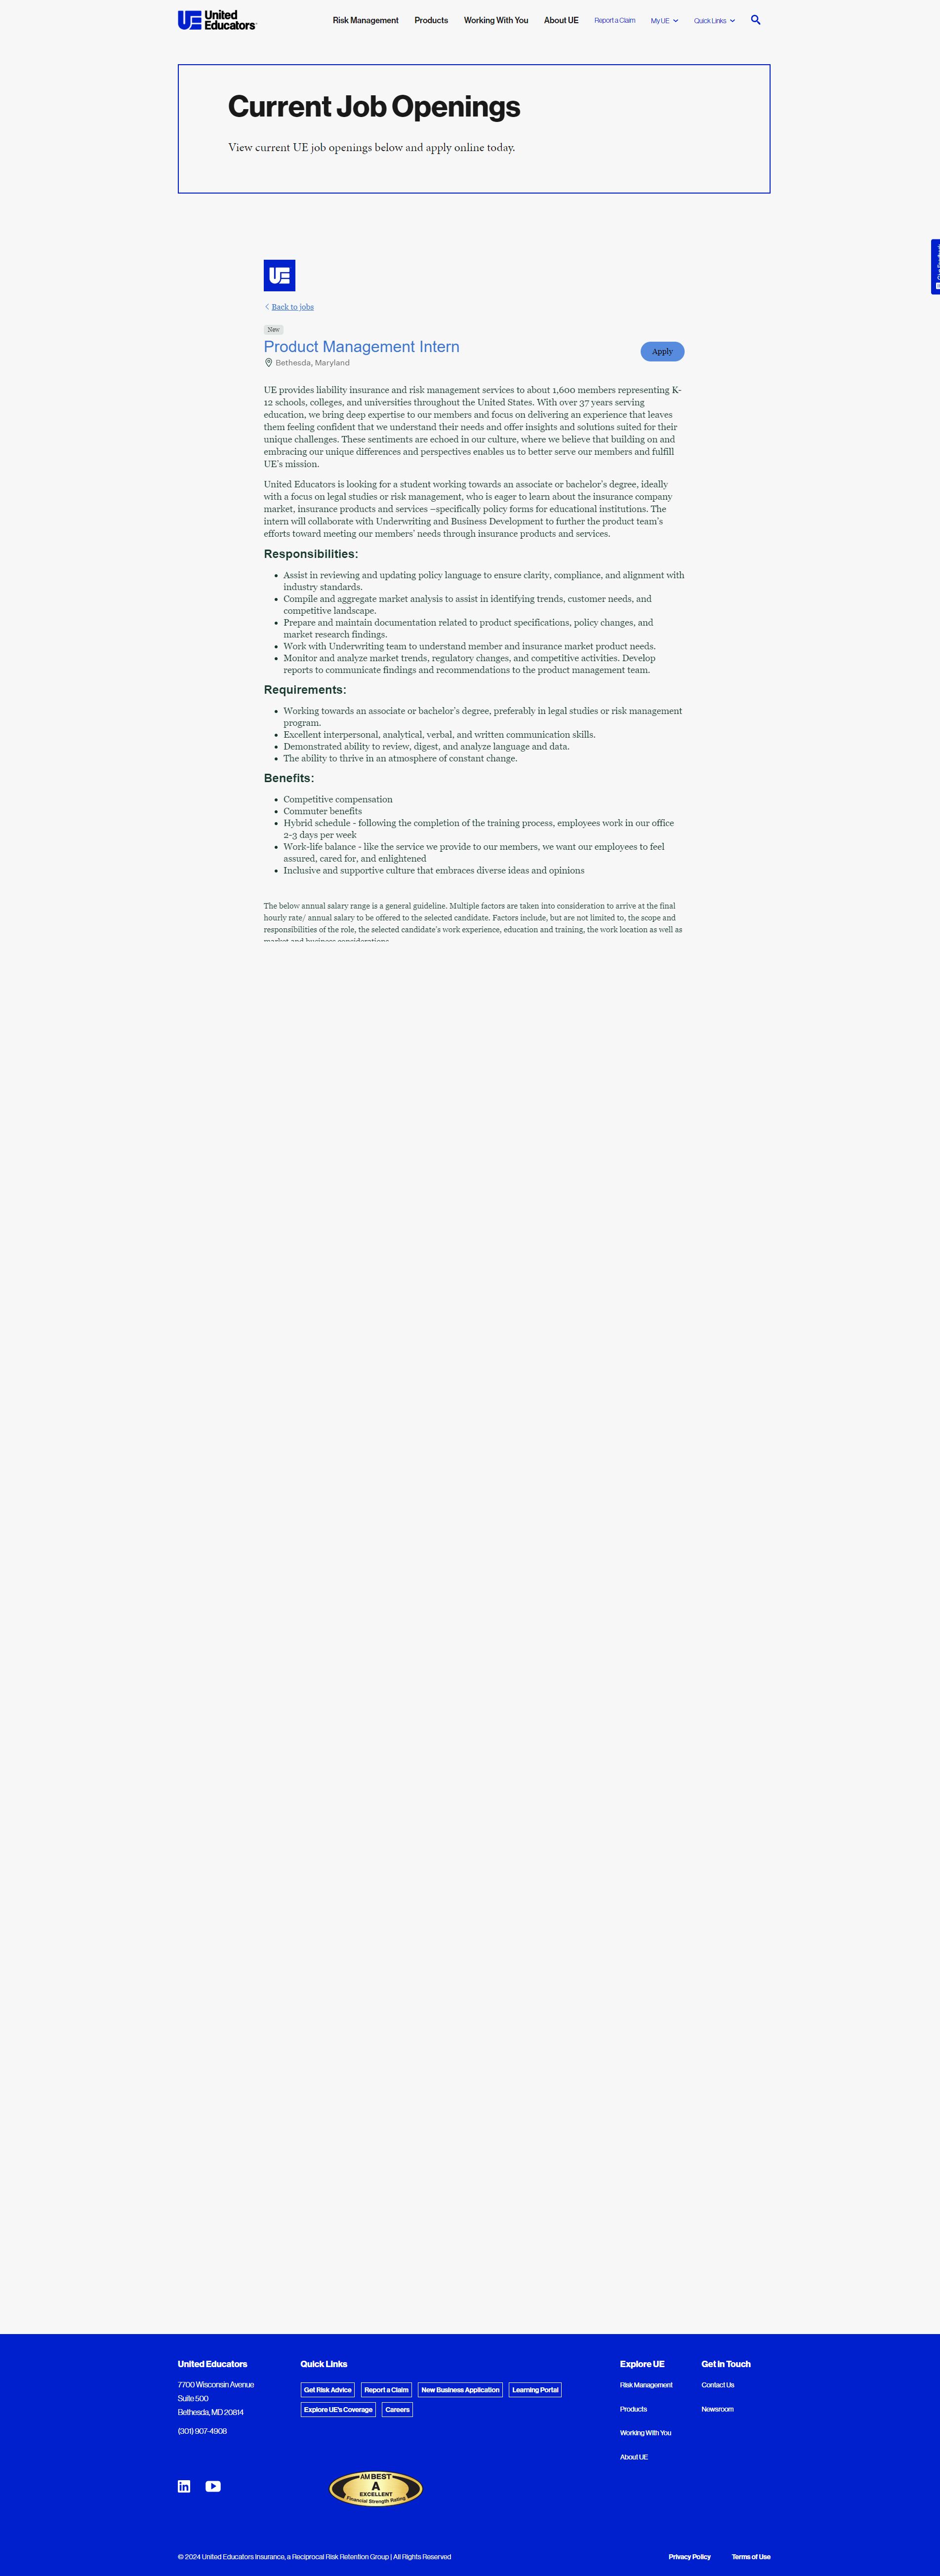 UE United Educators
Risk Management
Products
Working With You
About UE
Report a Claim
My UE
Quick Links
Current Job Openings
View current UE job openings below and apply online today.
UE
Back to jobs
New
Product Management Intern
Apply
Bethesda, Maryland
UE provides liability insurance and risk management services to about 1,600 members representing K-
12 schools, colleges, and universities throughout the United States. With over 37 years serving
education, we bring deep expertise to our members and focus on delivering an experience that leaves
them feeling confident that we understand their needs and offer insights and solutions suited for their
unique challenges. These sentiments are echoed in our culture, where we believe that building on and
embracing our unique differences and perspectives enables us to better serve our members and fulfill
UE's mission.
United Educators is looking for a student working towards an associate or bachelor's degree, ideally
with a focus on legal studies or risk management, who is eager to learn about the insurance company
market, insurance products and services –specifically policy forms for educational institutions. The
intern will collaborate with Underwriting and Business Development to further the product team's
efforts toward meeting our members' needs through insurance products and services.
Responsibilities:
• Assist in reviewing and updating policy language to ensure clarity, compliance, and alignment with
industry standards.
• Compile and aggregate market analysis to assist in identifying trends, customer needs, and
competitive landscape.
• Prepare and maintain documentation related to product specifications, policy changes, and
market research findings.
• Work with Underwriting team to understand member and insurance market product needs.
• Monitor and analyze market trends, regulatory changes, and competitive activities. Develop
reports to communicate findings and recommendations to the product management team.
Requirements:
• Working towards an associate or bachelor's degree, preferably in legal studies or risk management
program.
• Excellent interpersonal, analytical, verbal, and written communication skills.
• Demonstrated ability to review, digest, and analyze language and data.
• The ability to thrive in an atmosphere of constant change.
Benefits:
• Competitive compensation
• Commuter benefits
• Hybrid schedule - following the completion of the training process, employees work in our office
2-3 days per week
• Work-life balance - like the service we provide to our members, we want our employees to feel
assured, cared for, and enlightened
• Inclusive and supportive culture that embraces diverse ideas and opinions
The below annual salary range is a general guideline. Multiple factors are taken into consideration to arrive at the final
hourly rate/ annual salary to be offered to the selected candidate. Factors include, but are not limited to, the scope and
responsibilities of the role, the selected candidate's work experience, education and training, the work location as well as
market and business considerations
United Educators
7700 Wisconsin Avenue
Suite 500
Bethesda, MD 20814
(301) 907-4908
Quick Links
Get Risk Advice
Report a Claim
New Business Application
Learning Portal
Explore UE's Coverage
Careers
Explore UE
Risk Management
Products
Working With You
About UE
Get in Touch
Contact Us
Newsroom
in
AM BEST
A
EXCELLENT
Financial Strength Rating
© 2024 United Educators Insurance, a Reciprocal Risk Retention Group | All Rights Reserved
Privacy Policy
Terms of Use